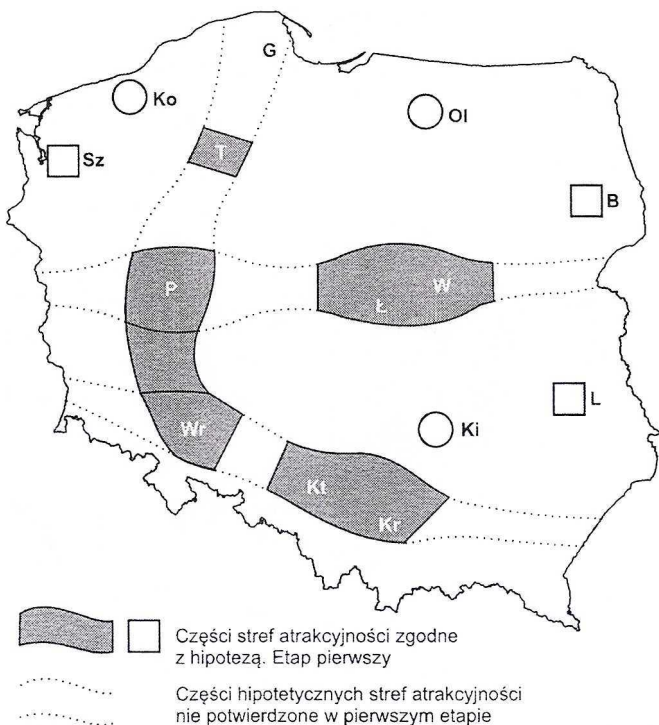 G
Ko
Ol
T
Sz
B
P
W
Ł
L
Wr
Ki
Kt
Kr
Części stref atrakcyjności zgodne
z hipotezą. Etap pierwszy
Części hipotetycznych stref atrakcyjności
nie potwierdzone w pierwszym etapie